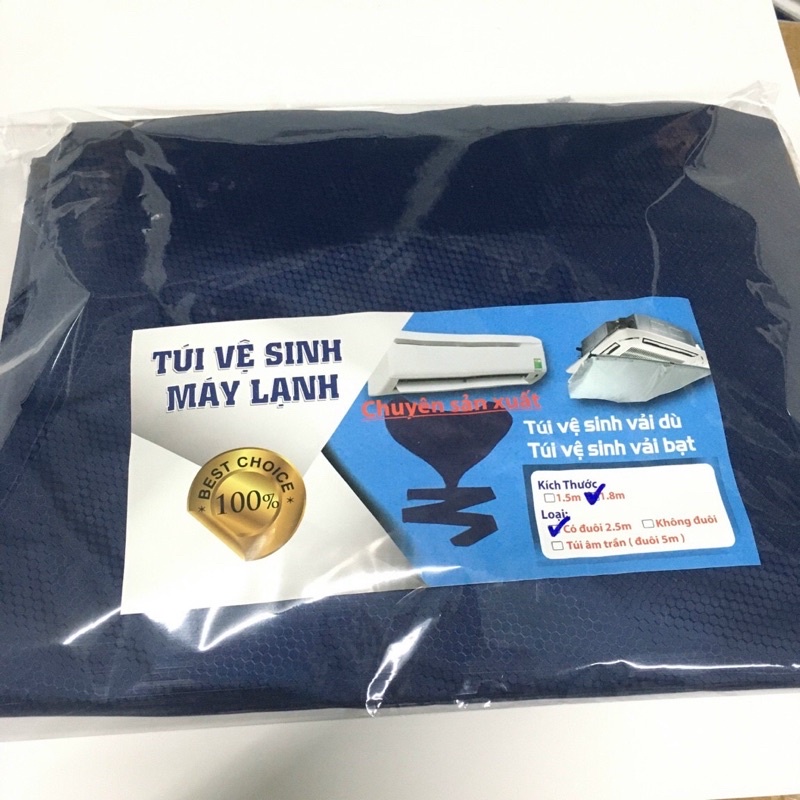 TÚI VỆ SINH
MÁY LẠNH
BEST CHOICE
100%
Chuyên sản xuất
Túi vệ sinh vải dù
Túi vệ sinh vải bạt
Kích Thước
1.5m 1.8m
Loại:
Có đuôi 2.5m Không đuôi
Túi âm trần ( đuôi 5m )